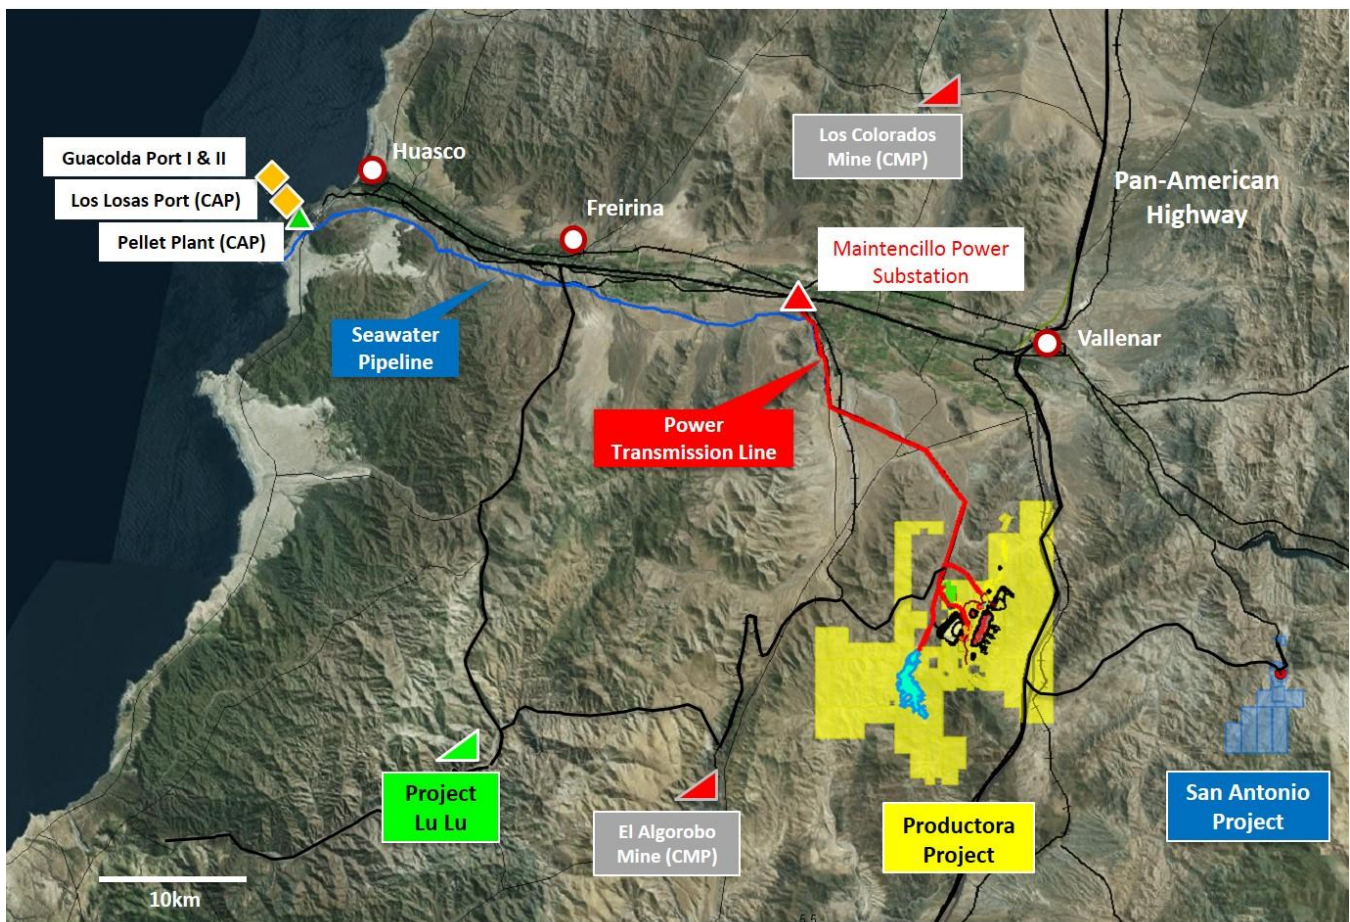 Guacolda Port I & II
Los Losas Port (CAP)
Pellet Plant (CAP)
Huasco
Freirina
Los Colorados
Mine (CMP)
Pan-American
Highway
Maintencillo Power
Substation
Vallenar
Seawater
Pipeline
Power
Transmission Line
Project
Lu Lu
El Algorobo
Mine (CMP)
Productora
Project
San Antonio
Project
10km